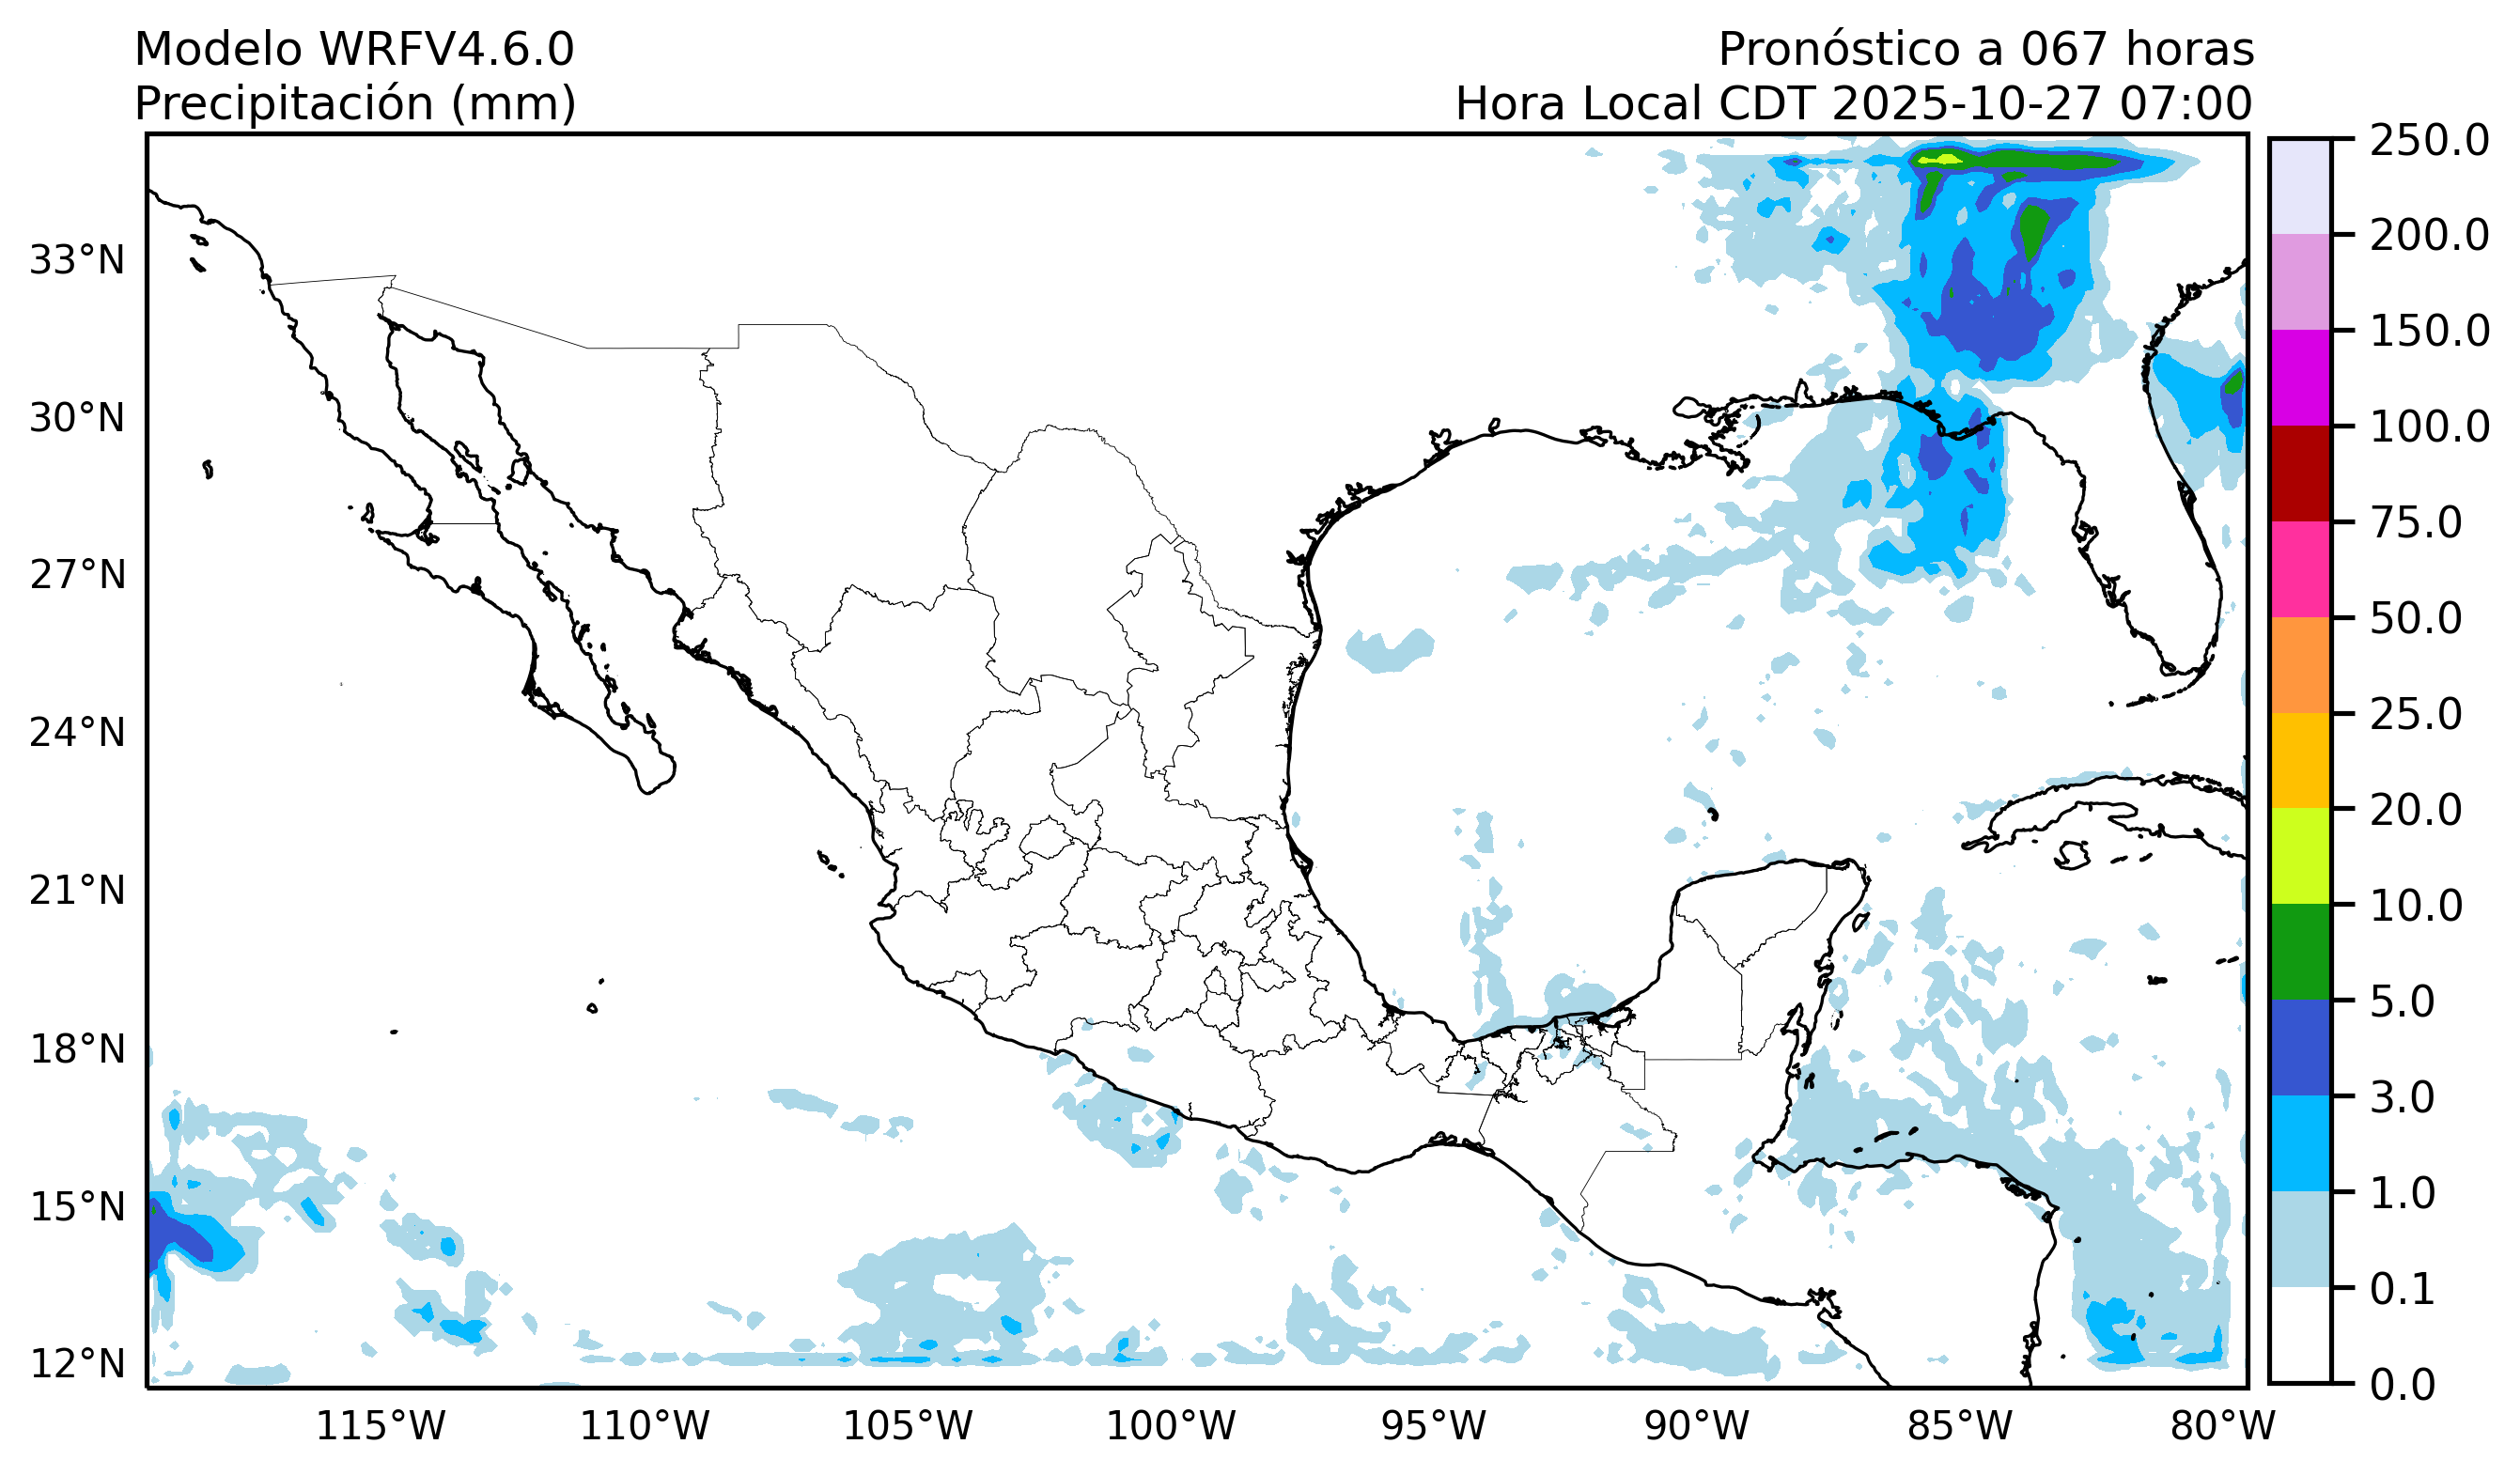 Modelo WRFV4.6.0
Precipitación (mm)
Pronóstico a 067 horas
Hora Local CDT 2025-10-27 07:00
33°N
30°N
27°N
24°N
21°N
18°N
15°N
12°N
115°W
110°W
105°W
100°W
95°W
90°W
85°W
80°W
250.0
200.0
150.0
100.0
75.0
50.0
25.0
20.0
10.0
5.0
3.0
1.0
0.1
0.0